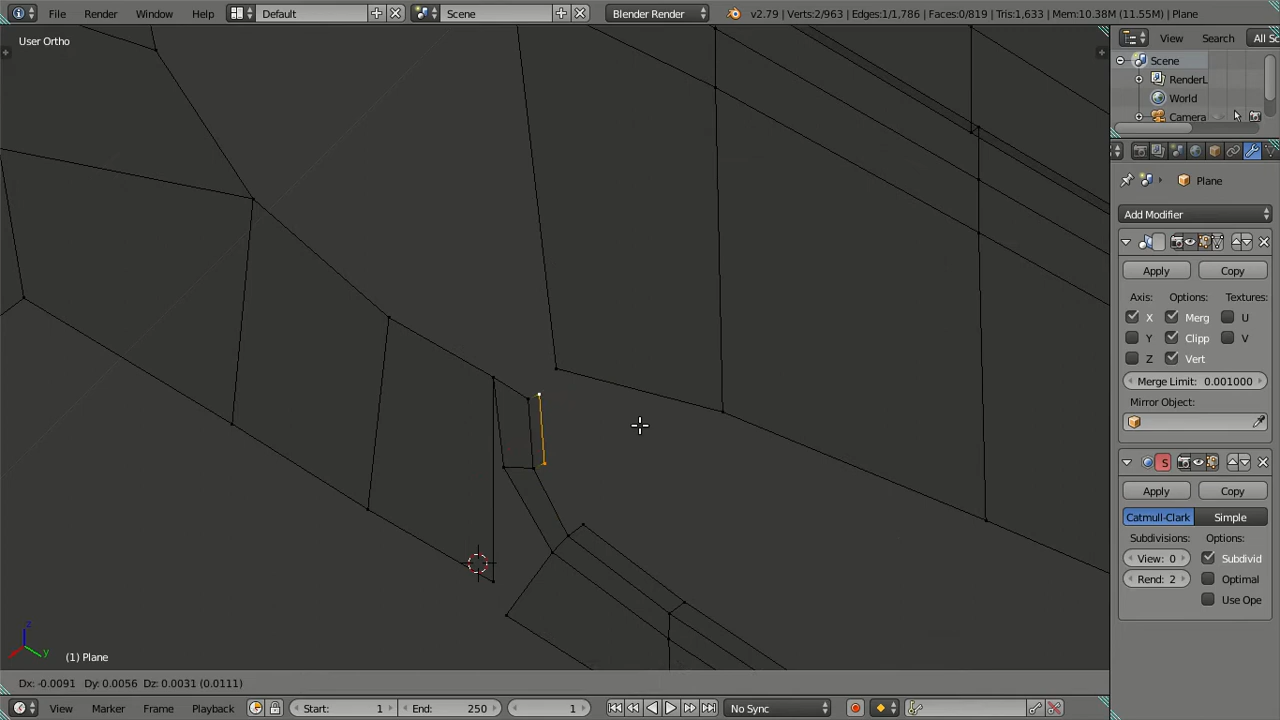 File Render Window Help Default Scene Blender Render v2.79 | Verts:2/963 | Edges:1/1,786 | Faces:0/819 | Tris:1,633 | Mem:10.38M (11.55M) | Plane
User Ortho
View Search All Sc
Scene
RenderL
World
Camera
Plane
Add Modifier
Apply Copy
Axis: Options: Textures:
X Merg U
Y Clipp V
Z Vert
Merge Limit: 0.001000
Mirror Object:
S
Apply Copy
Catmull-Clark Simple
Subdivisions: Options:
View: 0 Subdivid
Rend: 2 Optimal
Use Ope
z
y
(1) Plane
Dx: -0.0091 Dy: 0.0056 Dz: 0.0031 (0.0111)
View Marker Frame Playback Start: 1 End: 250 1 No Sync